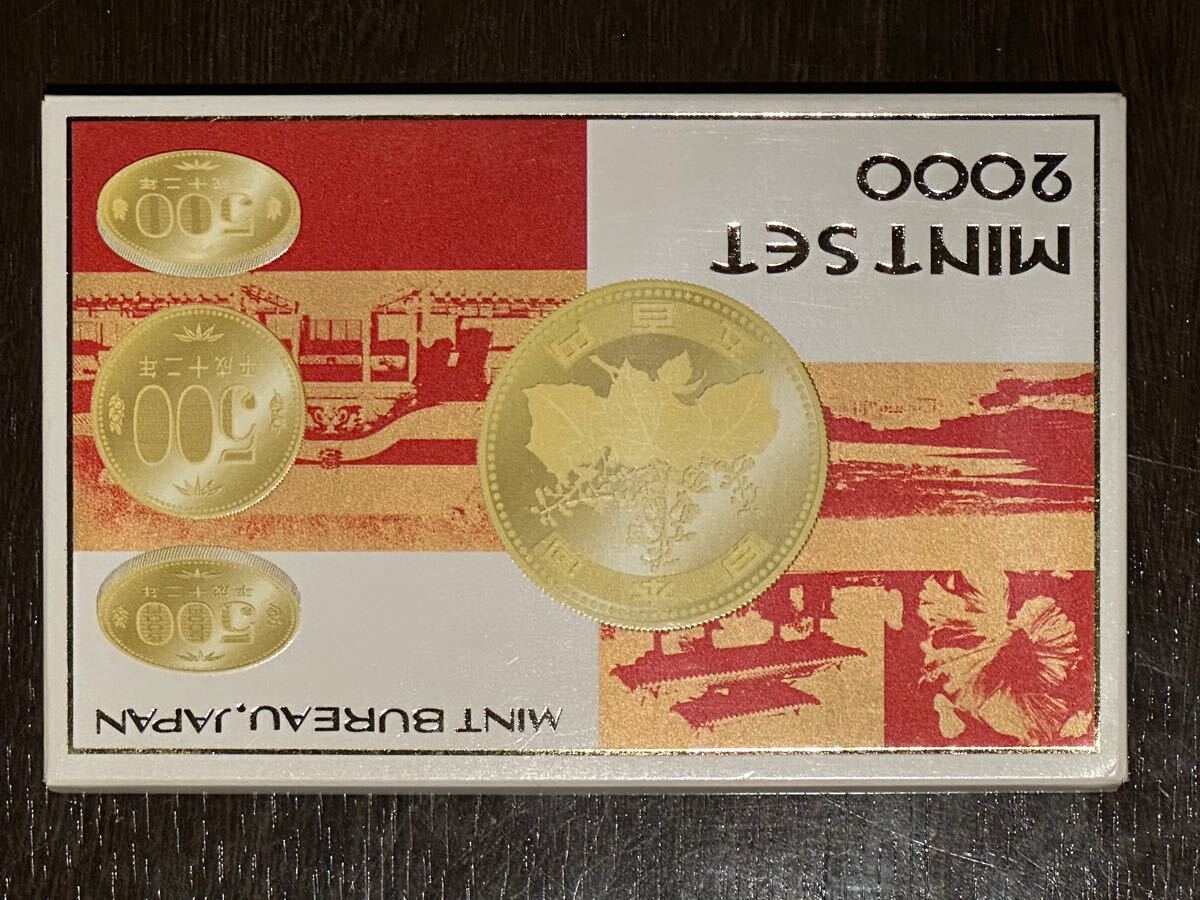 MINT BUREAU, JAPAN
500
平成十二年
日本国
五百円
500
平成十二年
500
平成十二年
MINT SET
2000